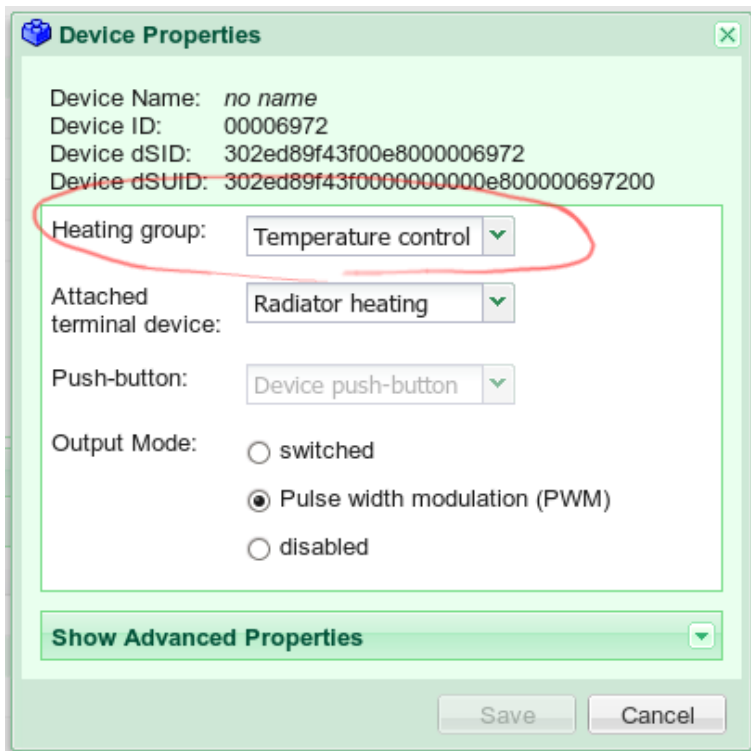 Device Properties
Device Name: no name
Device ID: 00006972
Device dSID: 302ed89f43f00e8000006972
Device dSUID: 302ed89f43f0000000000e800000697200
Heating group: Temperature control
Attached terminal device: Radiator heating
Push-button: Device push-button
Output Mode: switched
Pulse width modulation (PWM)
disabled
Show Advanced Properties
Save Cancel